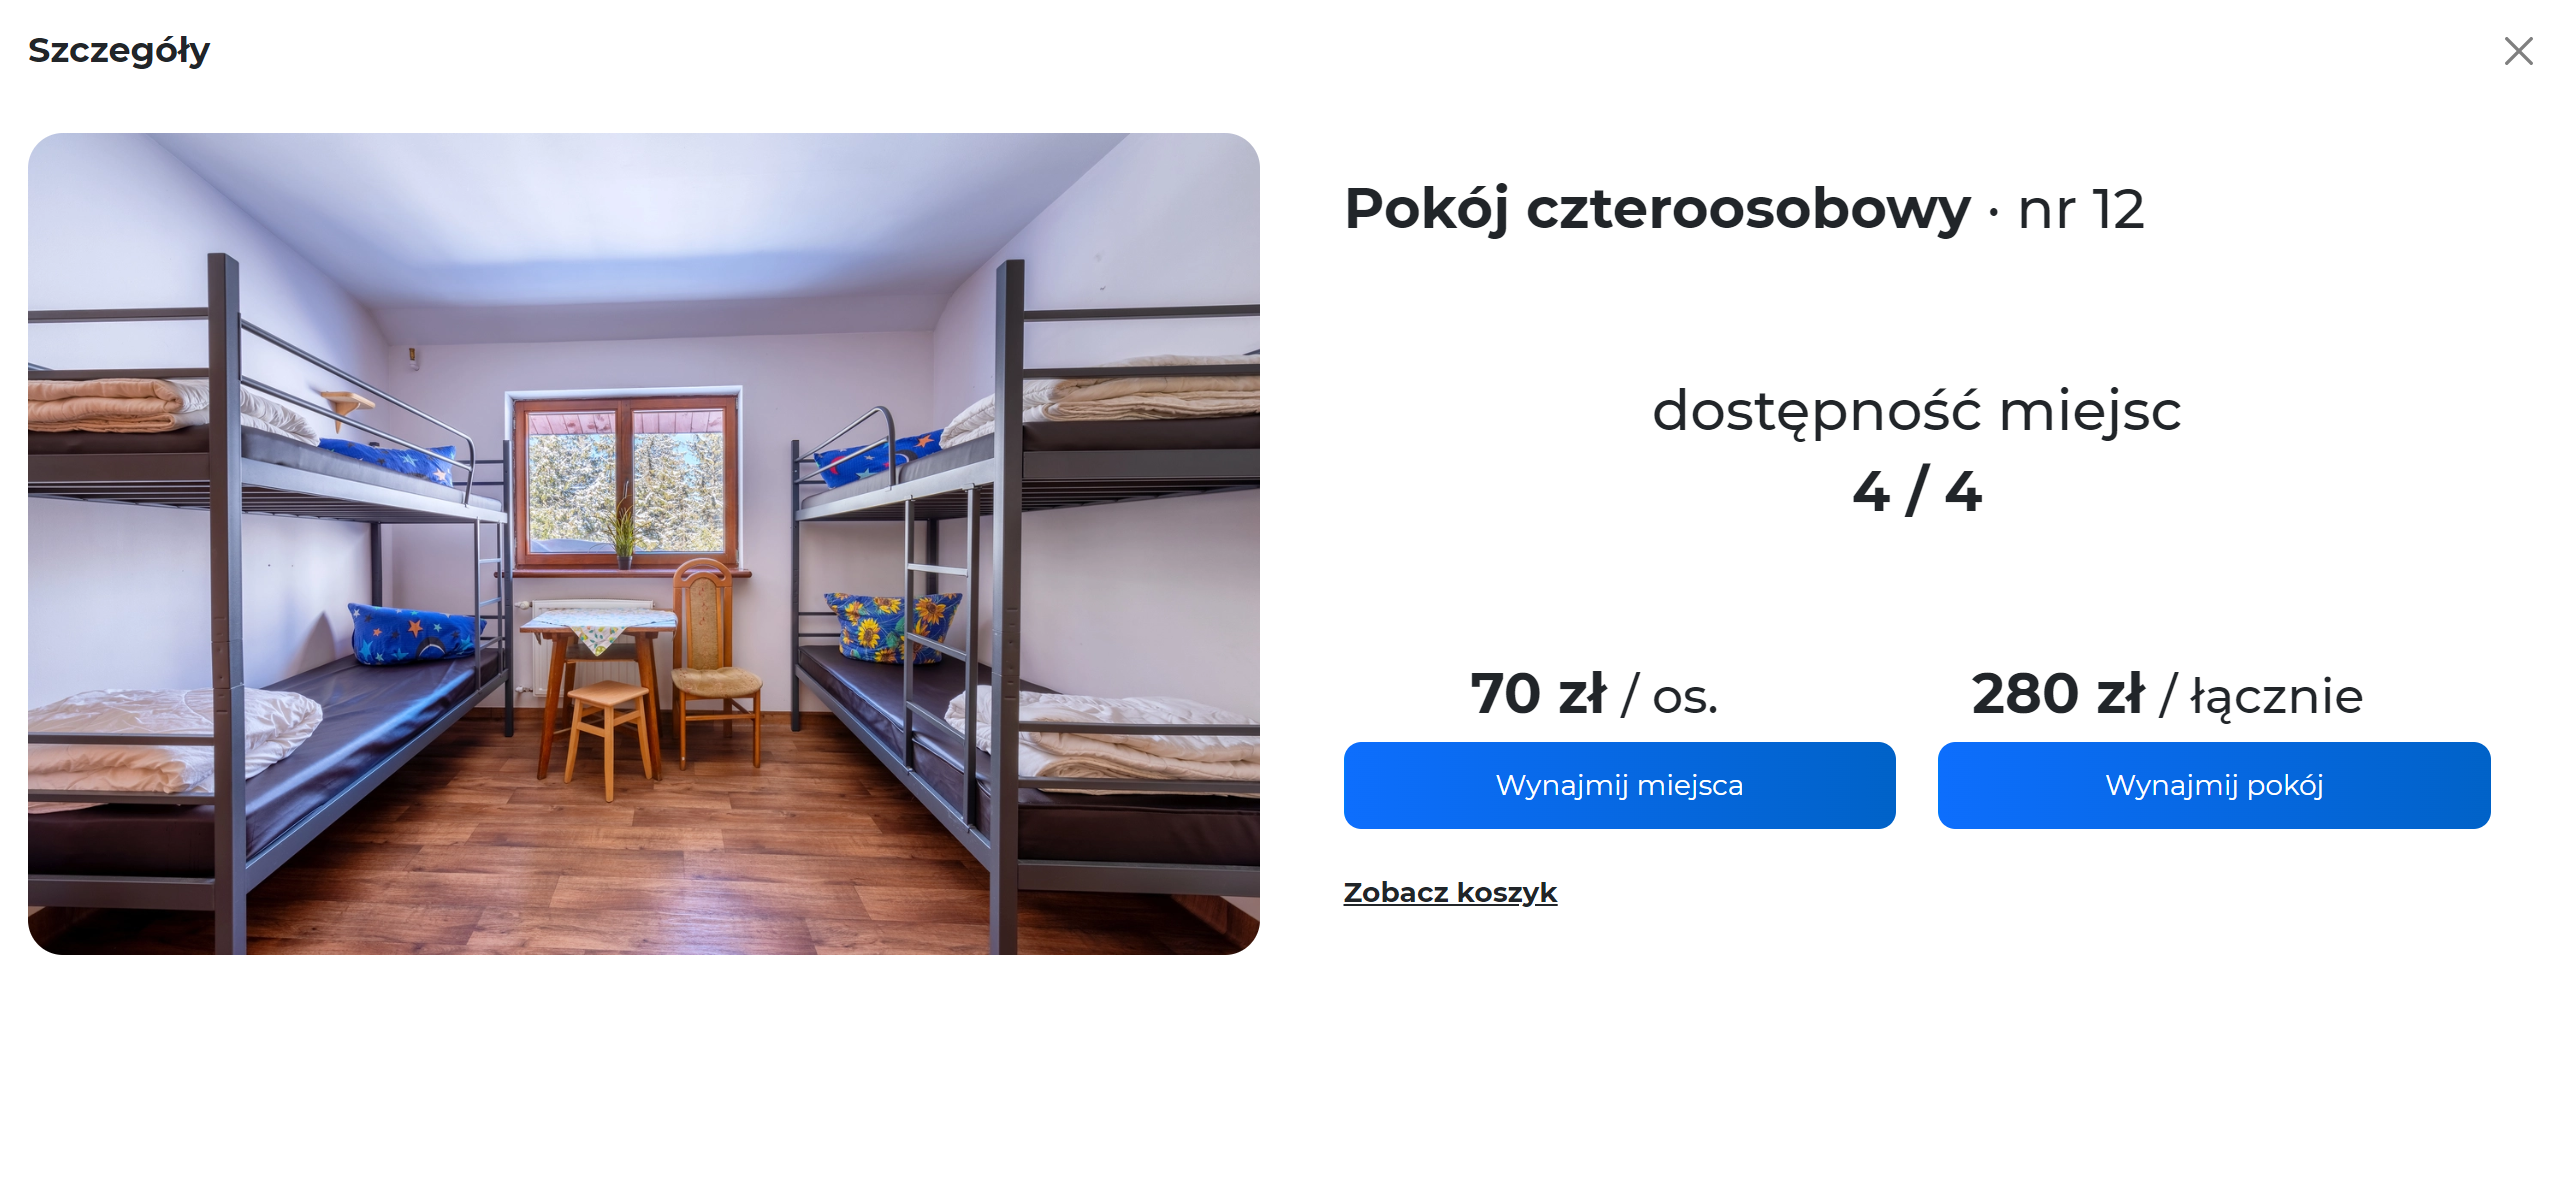 Szczegóły
Pokój czteroosobowy · nr 12
dostępność miejsc
4 / 4
70 zł / os.
280 zł / łącznie
Wynajmij miejsca
Wynajmij pokój
Zobacz koszyk